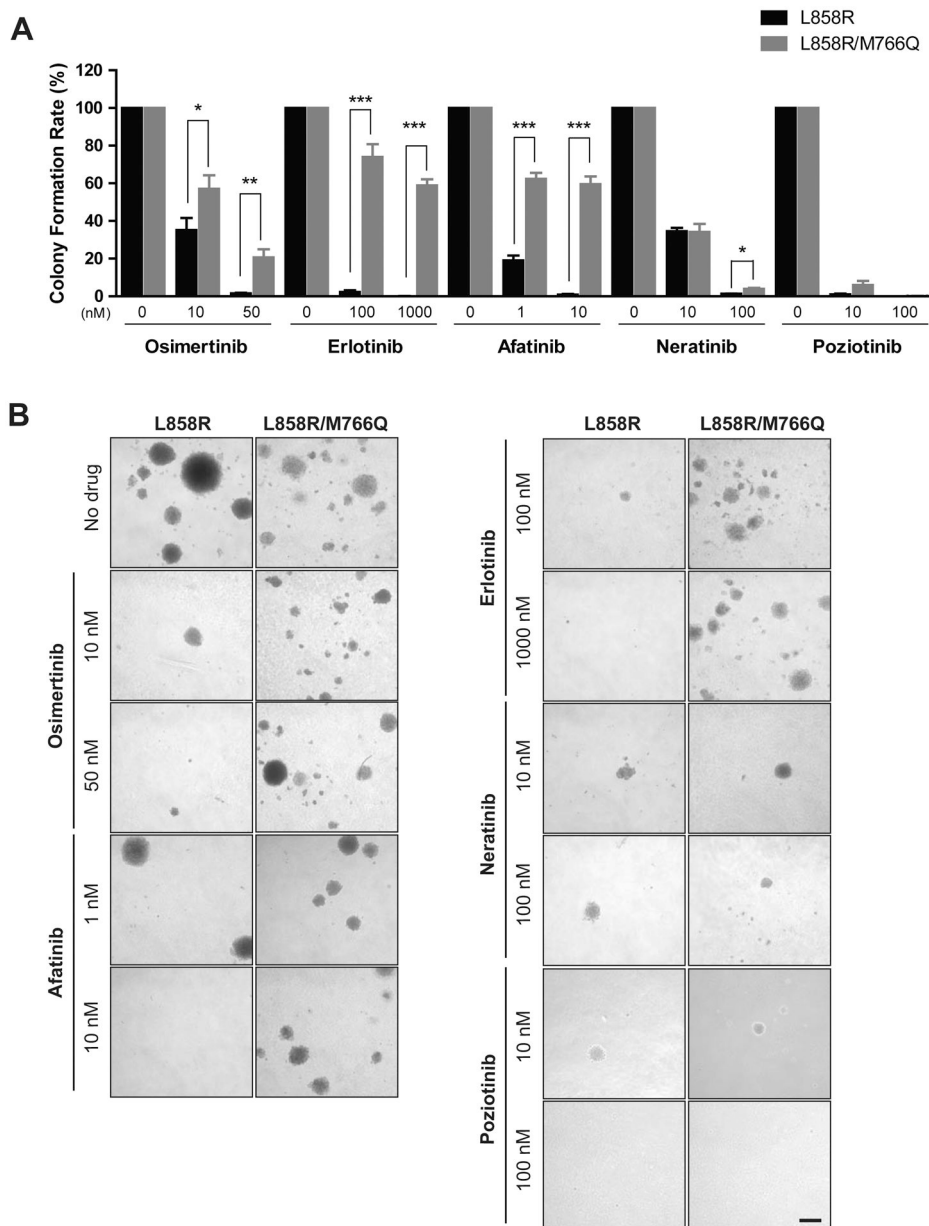 A
L858R
L858R/M766Q
Colony Formation Rate (%)
120
100
80
60
40
20
0
* ** *** *** *** *** *
(nM) 0 10 50 0 100 1000 0 1 10 0 10 100 0 10 100
Osimertinib Erlotinib Afatinib Neratinib Poziotinib
B
L858R L858R/M766Q
No drug
Osimertinib
10 nM
50 nM
Afatinib
1 nM
10 nM
L858R L858R/M766Q
Erlotinib
100 nM
1000 nM
Neratinib
10 nM
100 nM
Poziotinib
10 nM
100 nM